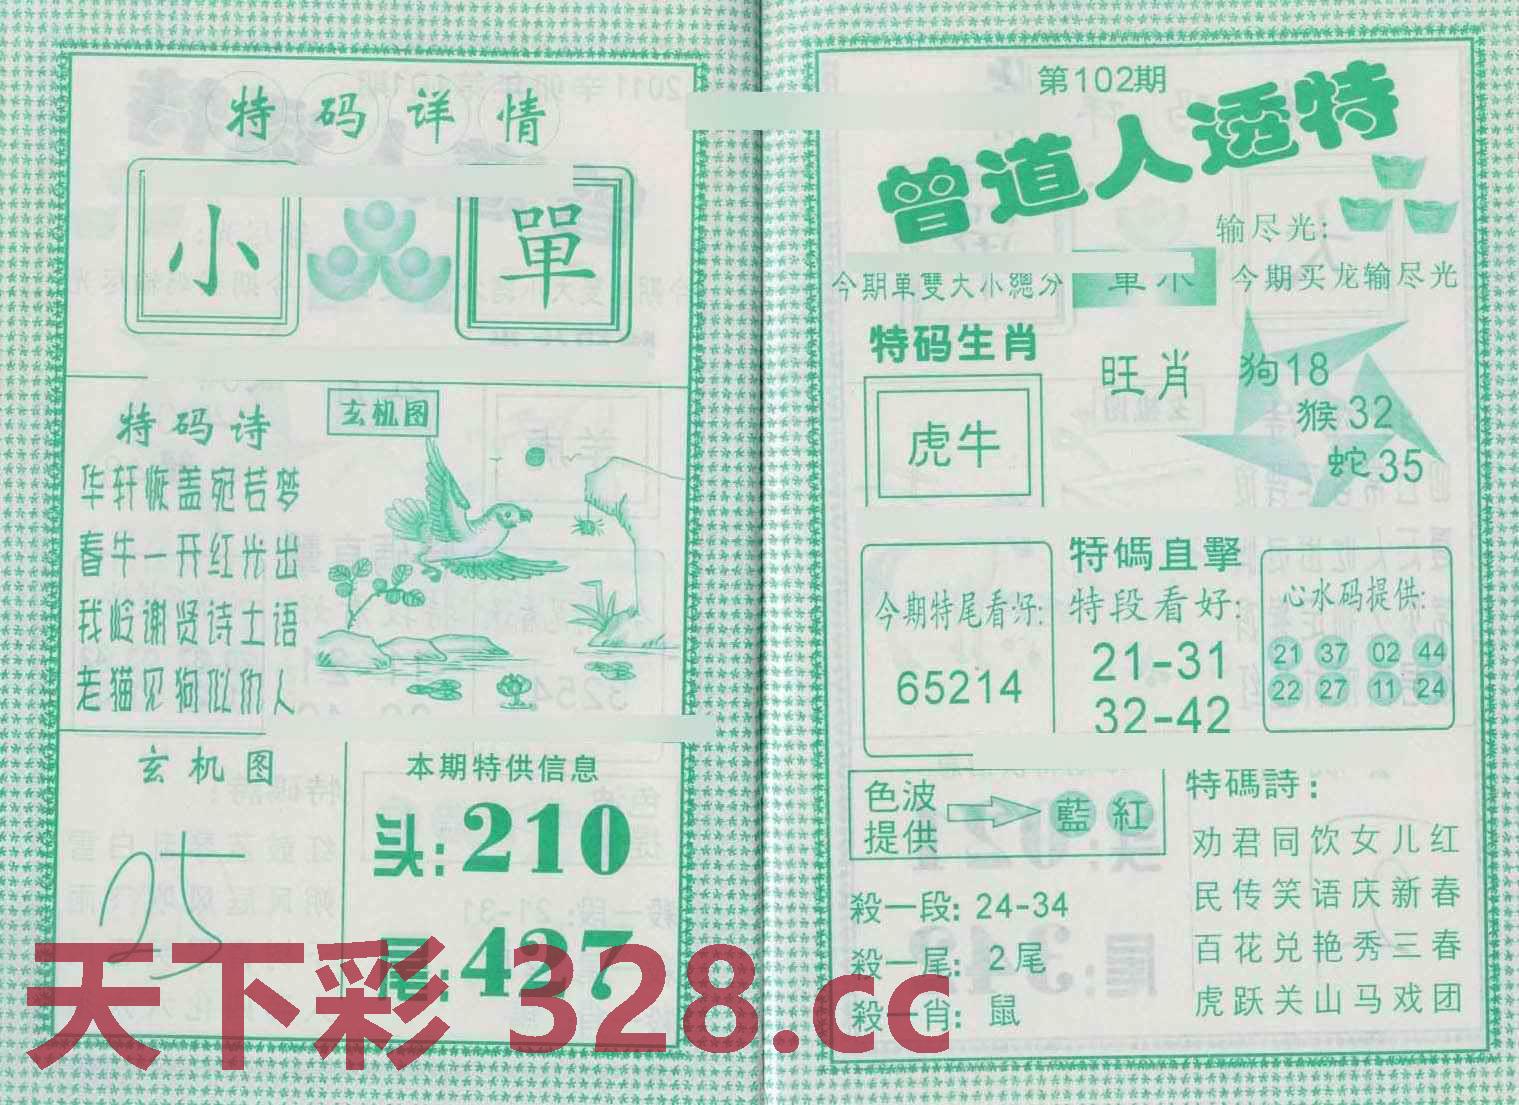 特码详情
小
單
特码诗
华轩恢盖宛若梦
春牛一开红光出
我岭谢贤诗士语
老猫见狗似仇人
玄机图
玄机图
25
本期特供信息
头:210
尾:427
第102期
曾道人透特
输尽光:
今期买龙输尽光
今期單雙大小總分
單小
特码生肖
虎牛
旺肖
狗18
猴32
蛇35
今期特尾看好:
65214
特碼直擊
特段看好:
21-31
32-42
心水码提供:
21 37 02 44
22 27 11 24
色波提供
藍 紅
殺一段: 24-34
殺一尾: 2尾
殺一肖: 鼠
特碼詩:
劝君同饮女儿红
民传笑语庆新春
百花兑艳秀三春
虎跃关山马戏团
天下彩 328.cc